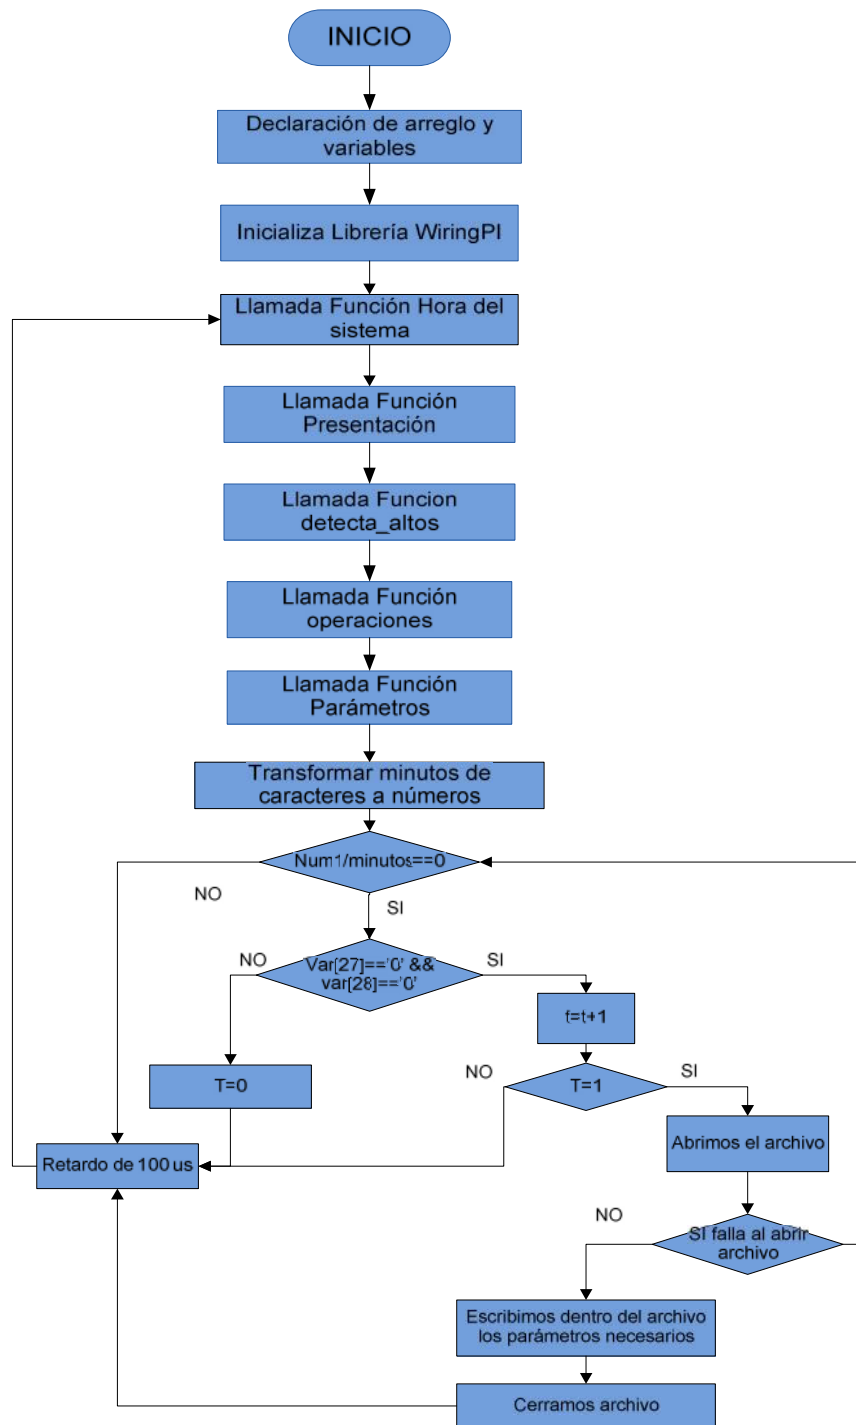 INICIO
Declaración de arreglo y
variables
Inicializa Librería WiringPI
Llamada Función Hora del
sistema
Llamada Función
Presentación
Llamada Funcion
detecta_altos
Llamada Función
operaciones
Llamada Función
Parámetros
Transformar minutos de
caracteres a números
Num1/minutos==0
NO
SI
NO
Var[27]=='0' &&
var[28]=='0'
SI
t=t+1
T=0
NO
T=1
SI
Retardo de 100 us
Abrimos el archivo
NO
SI falla al abrir
archivo
Escribimos dentro del archivo
los parámetros necesarios
Cerramos archivo